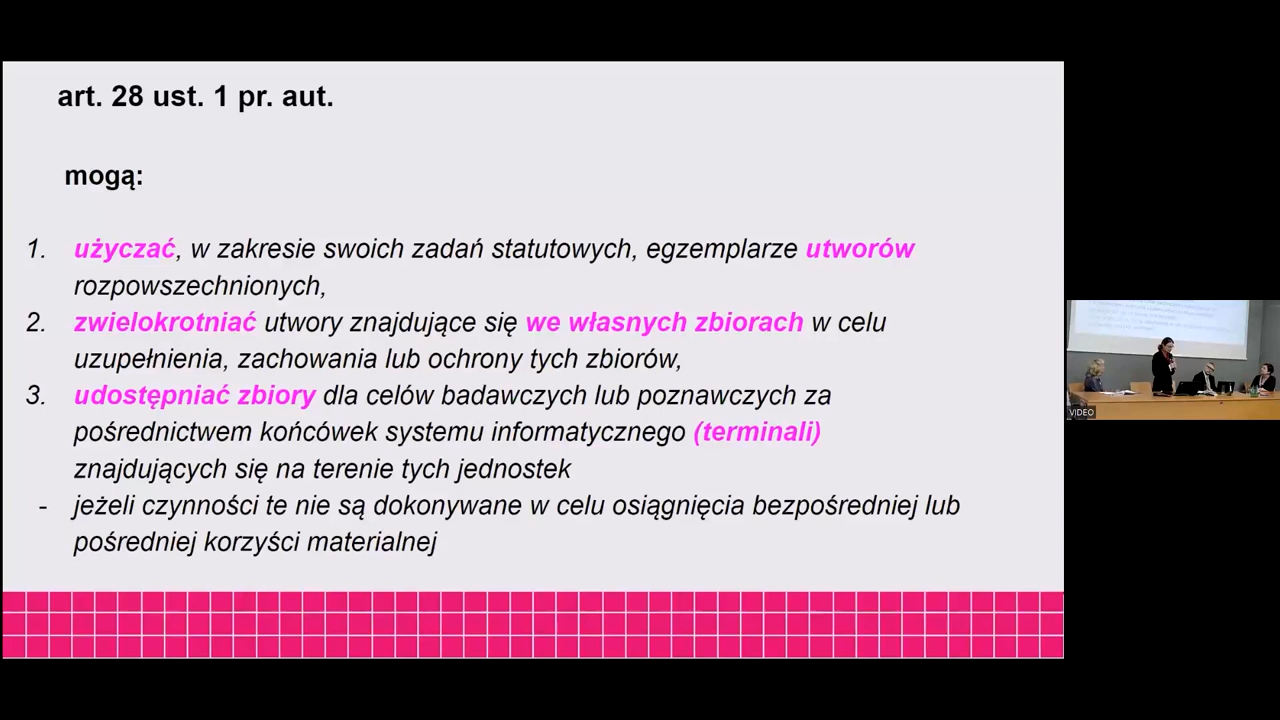 art. 28 ust. 1 pr. aut.
mogą:
1. użyczać, w zakresie swoich zadań statutowych, egzemplarze utworów
rozpowszechnionych,
2. zwielokrotniać utwory znajdujące się we własnych zbiorach w celu
uzupełnienia, zachowania lub ochrony tych zbiorów,
3. udostępniać zbiory dla celów badawczych lub poznawczych za
pośrednictwem końcówek systemu informatycznego (terminali)
znajdujących się na terenie tych jednostek
- jeżeli czynności te nie są dokonywane w celu osiągnięcia bezpośredniej lub
pośredniej korzyści materialnej
VIDEO